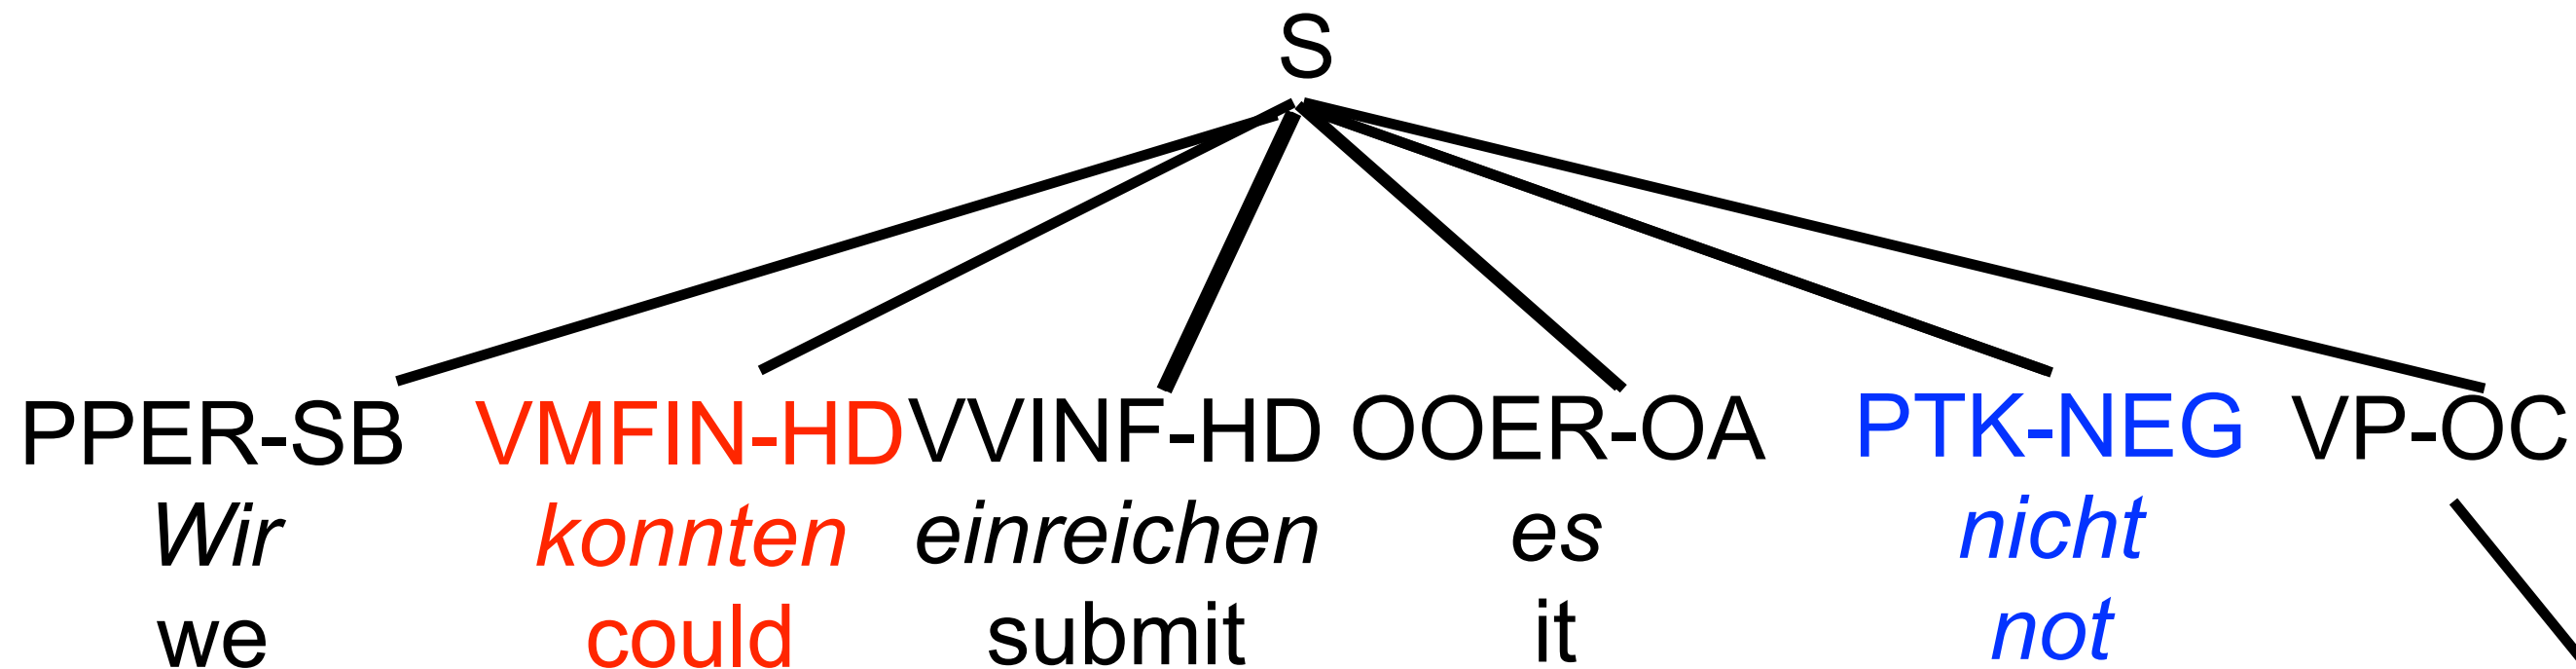 S
PPER-SB VMFIN-HD VVINF-HD OOER-OA PTK-NEG VP-OC
Wir konnten einreichen es nicht
we could submit it not